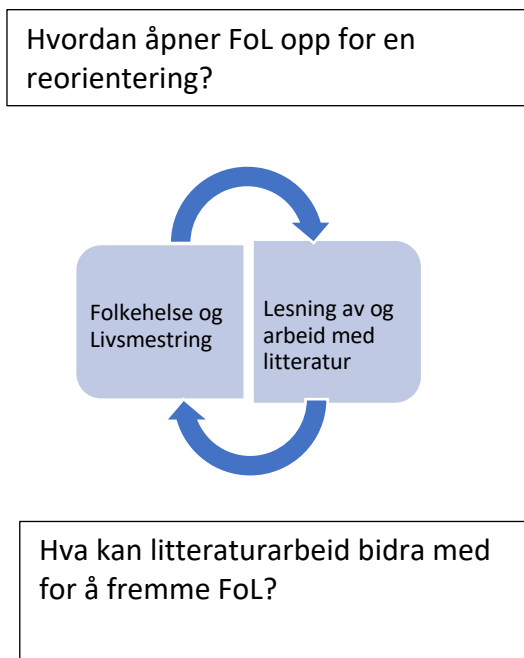 Hvordan åpner FoL opp for en
reorientering?
Folkehelse og
Livsmestring
Lesning av og
arbeid med
litteratur
Hva kan litteraturarbeid bidra med
for å fremme FoL?